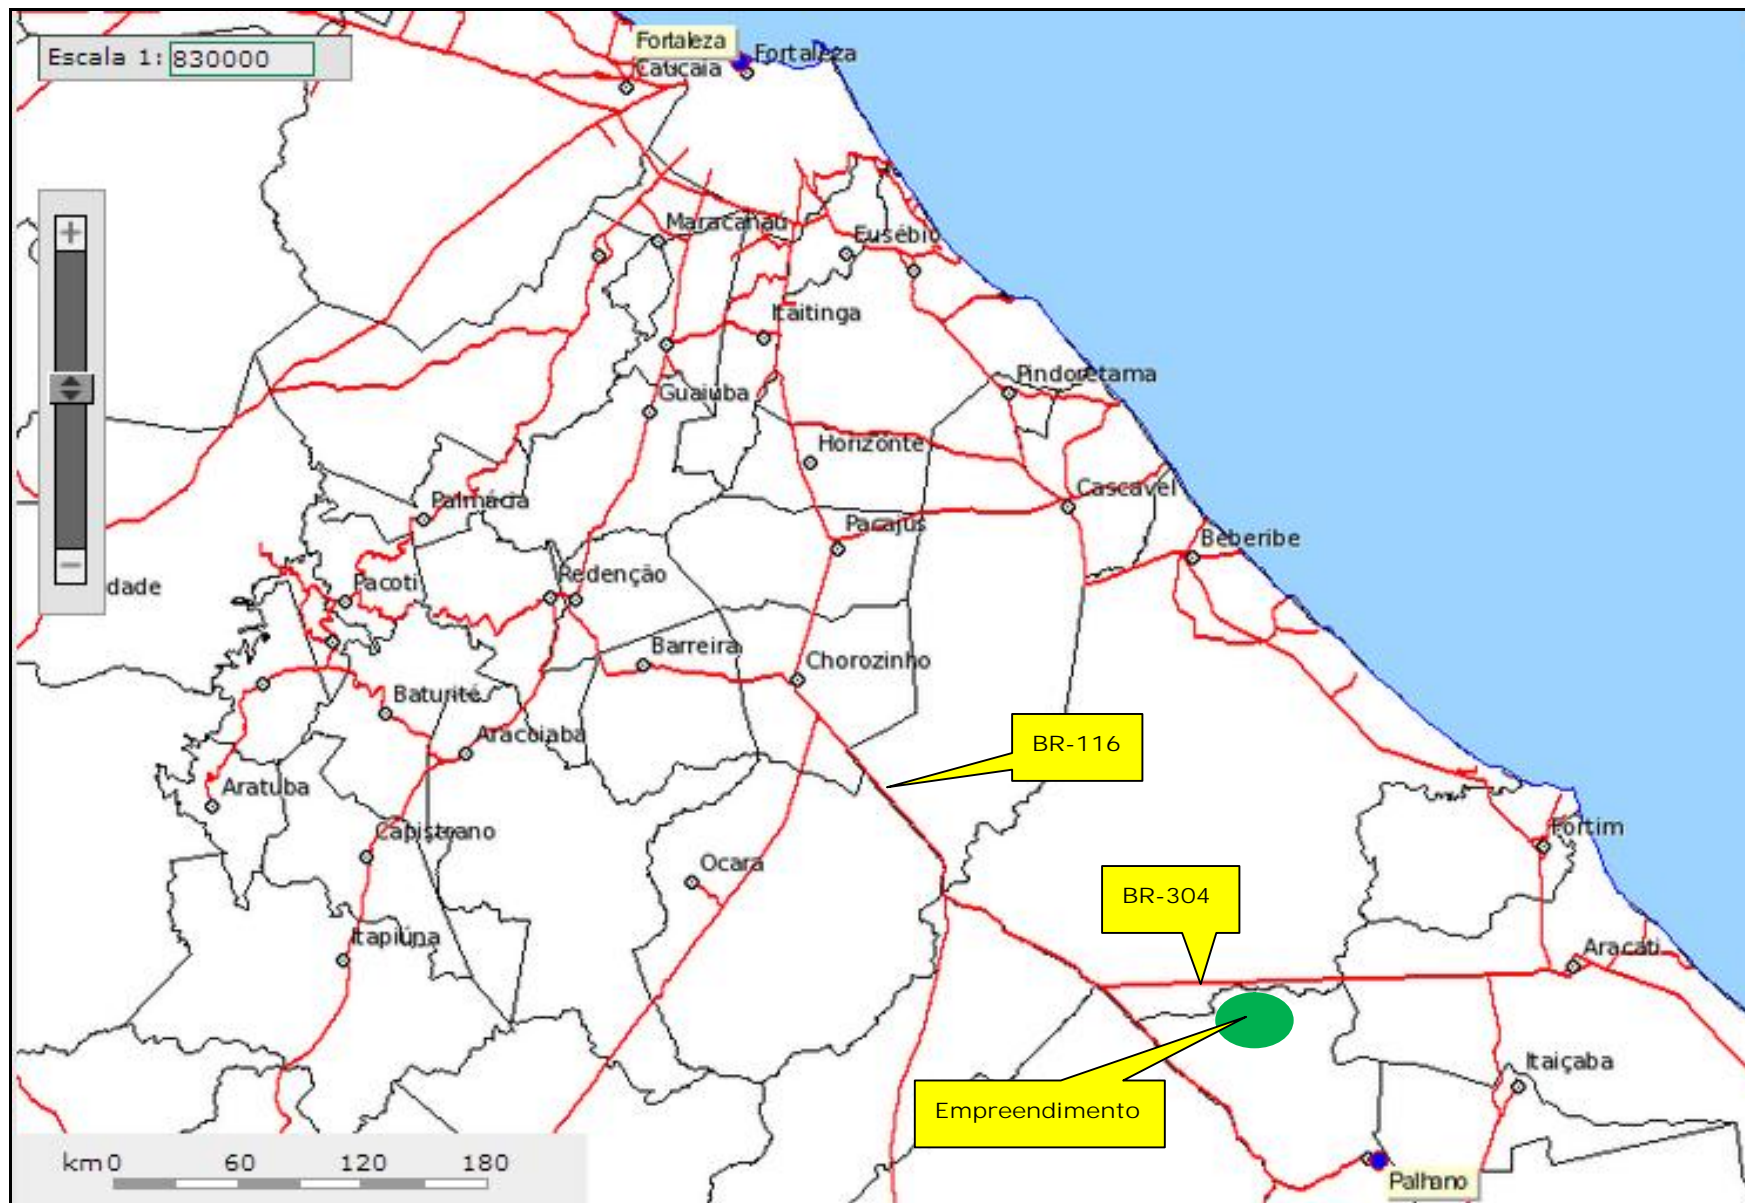 Escala 1: 830000
Fortaleza
Fortaleza
Caucaia
Maracanaú
Eusébio
Itaitinga
Pindoretama
Guaiúba
Horizonte
Cascavel
Palmácia
Pacajus
Beberibe
dade
Pacoti
Redenção
Barreira
Chorozinho
Baturité
Aracoiaba
BR-116
Aratuba
Capistrano
Fortim
Ocara
BR-304
Itapiúna
Aracati
Itaiçaba
Empreendimento
km 0 60 120 180
Palhano